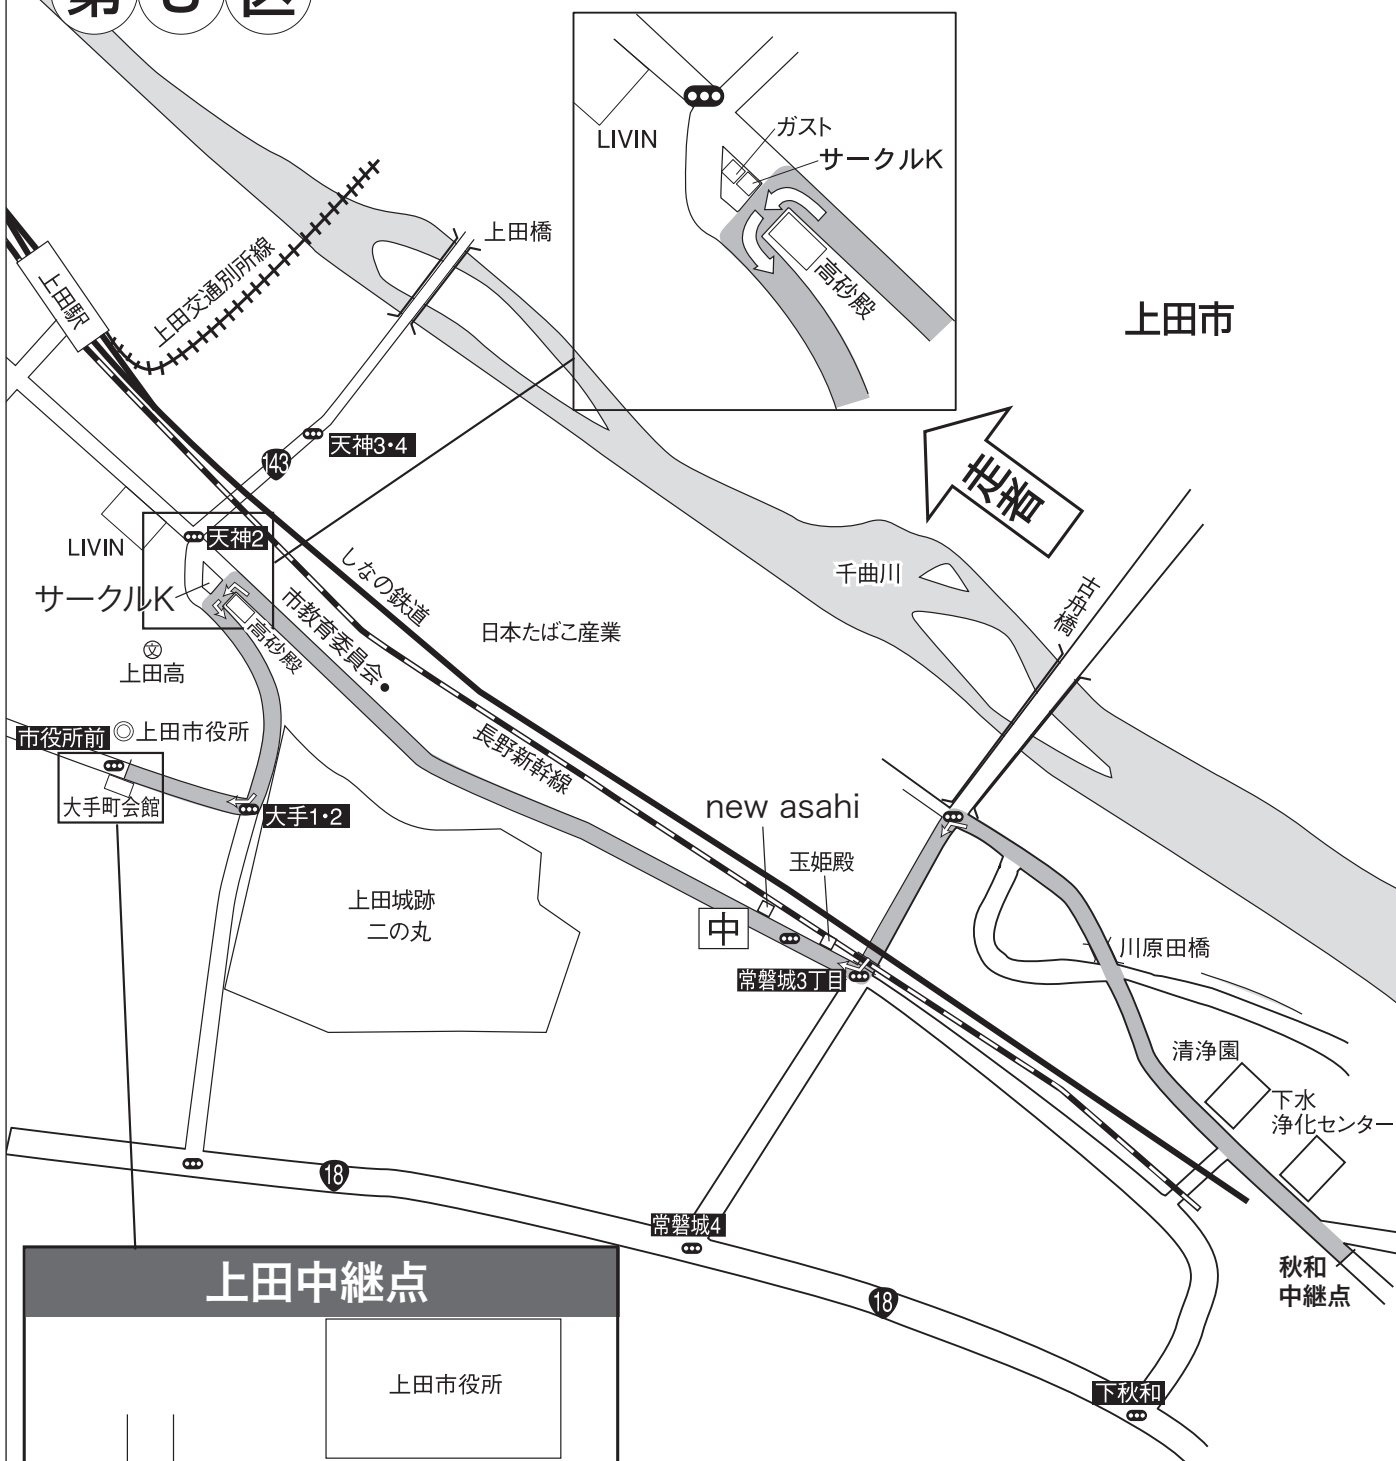 第七区
LIVIN
ガスト
サークルK
高砂殿
上田橋
上田市
上田交通別所線
上田駅
走者
天神3・4
143
天神2
LIVIN
サークルK
高砂殿
市教育委員会
しなの鉄道
日本たばこ産業
千曲川
古舟橋
文
上田高
上田市役所
市役所前
大手町会館
大手1・2
長野新幹線
new asahi
玉姫殿
中
常磐城3丁目
上田城跡
二の丸
川原田橋
清浄園
下水
浄化センター
18
常磐城4
18
秋和
中継点
下秋和
上田中継点
上田市役所